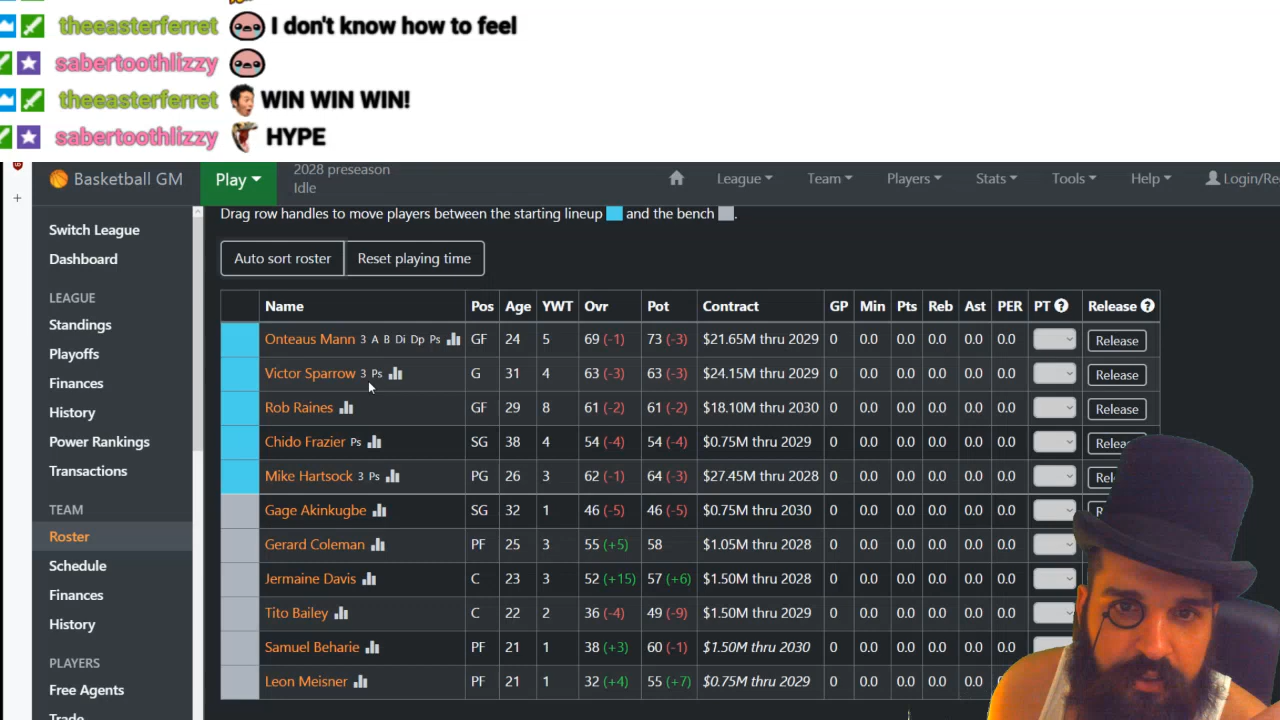 theeasterferret I don't know how to feel
sabertoothlizzy
theeasterferret WIN WIN WIN!
sabertoothlizzy HYPE
Basketball GM
Play
2028 preseason
Idle
League
Team
Players
Stats
Tools
Help
Login/Re
Drag row handles to move players between the starting lineup and the bench .
Auto sort roster
Reset playing time
Switch League
Dashboard
LEAGUE
Standings
Playoffs
Finances
History
Power Rankings
Transactions
TEAM
Roster
Schedule
Finances
History
PLAYERS
Free Agents
Trade
Name Pos Age YWT Ovr Pot Contract GP Min Pts Reb Ast PER PT ? Release ?
Onteaus Mann 3 A B Di Dp Ps GF 24 5 69 (-1) 73 (-3) $21.65M thru 2029 0 0.0 0.0 0.0 0.0 0.0 Release
Victor Sparrow 3 Ps G 31 4 63 (-3) 63 (-3) $24.15M thru 2029 0 0.0 0.0 0.0 0.0 0.0 Release
Rob Raines GF 29 8 61 (-2) 61 (-2) $18.10M thru 2030 0 0.0 0.0 0.0 0.0 0.0 Release
Chido Frazier Ps SG 38 4 54 (-4) 54 (-4) $0.75M thru 2029 0 0.0 0.0 0.0 0.0 0.0 Relea
Mike Hartsock 3 Ps PG 26 3 62 (-1) 64 (-3) $27.45M thru 2028 0 0.0 0.0 0.0 0.0 0.0 Rel
Gage Akinkugbe SG 32 1 46 (-5) 46 (-5) $0.75M thru 2030 0 0.0 0.0 0.0 0.0 0.0 R
Gerard Coleman PF 25 3 55 (+5) 58 $1.05M thru 2028 0 0.0 0.0 0.0 0.0 0.0
Jermaine Davis C 23 3 52 (+15) 57 (+6) $1.50M thru 2028 0 0.0 0.0 0.0 0.0 0.0
Tito Bailey C 22 2 36 (-4) 49 (-9) $1.50M thru 2029 0 0.0 0.0 0.0 0.0 0.0
Samuel Beharie PF 21 1 38 (+3) 60 (-1) $1.50M thru 2030 0 0.0 0.0 0.0 0.0 0.0
Leon Meisner PF 21 1 32 (+4) 55 (+7) $0.75M thru 2029 0 0.0 0.0 0.0 0.0 0.0